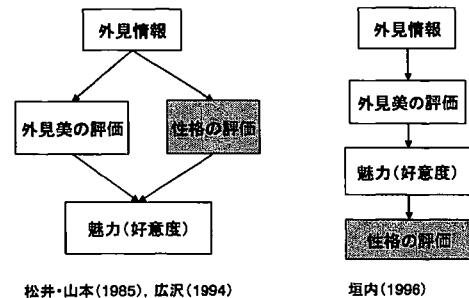 外見情報
外見美の評価
性格の評価
魅力(好意度)
松井・山本(1985), 広沢(1994)
外見情報
外見美の評価
魅力(好意度)
性格の評価
垣内(1996)